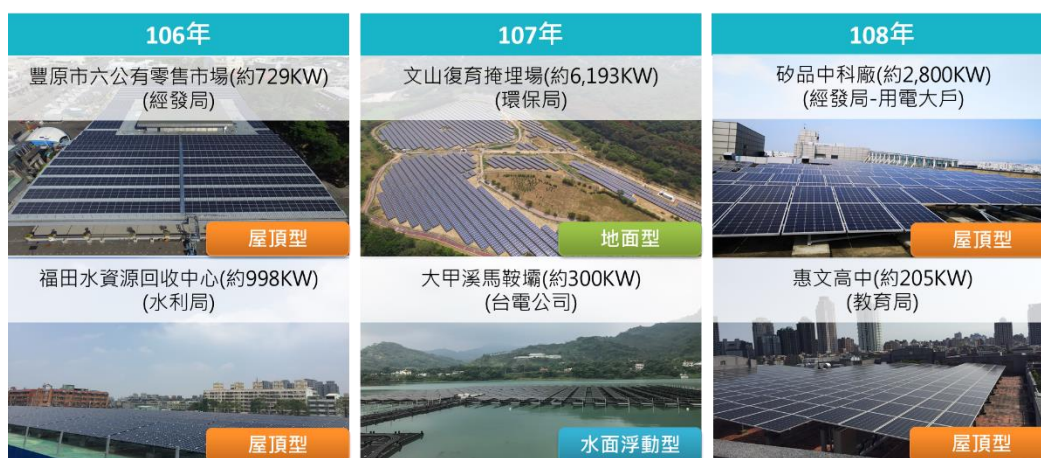 106年
豐原市六公有零售市場(約729KW)
(經發局)
屋頂型
福田水資源回收中心(約998KW)
(水利局)
屋頂型
107年
文山復育掩埋場(約6,193KW)
(環保局)
地面型
大甲溪馬鞍壩(約300KW)
(台電公司)
水面浮動型
108年
矽品中科廠(約2,800KW)
(經發局-用電大戶)
屋頂型
惠文高中(約205KW)
(教育局)
屋頂型